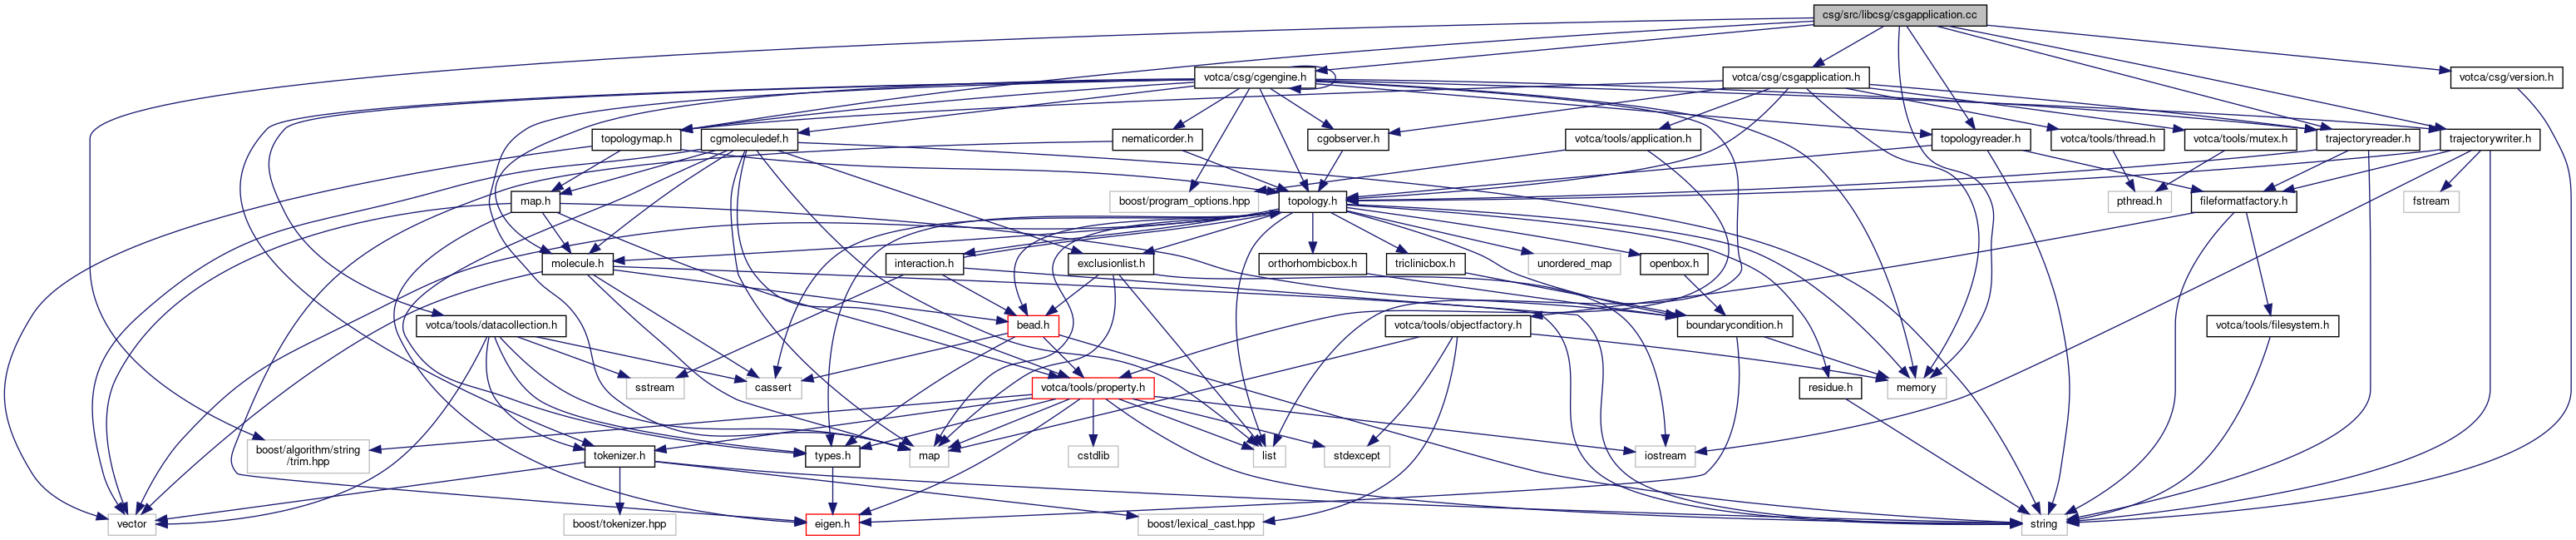 csg/src/libcsg/csgapplication.cc
votca/csg/cgengine.h
votca/csg/csgapplication.h
votca/csg/version.h
topologymap.h
cgmoleculedef.h
nematicorder.h
cgobserver.h
votca/tools/application.h
topologyreader.h
votca/tools/thread.h
votca/tools/mutex.h
trajectoryreader.h
trajectorywriter.h
map.h
boost/program_options.hpp
topology.h
pthread.h
fileformatfactory.h
fstream
molecule.h
interaction.h
exclusionlist.h
orthorhombicbox.h
triclinicbox.h
unordered_map
openbox.h
votca/tools/datacollection.h
bead.h
votca/tools/objectfactory.h
boundarycondition.h
votca/tools/filesystem.h
sstream
cassert
votca/tools/property.h
residue.h
memory
boost/algorithm/string
/trim.hpp
tokenizer.h
types.h
map
cstdlib
list
stdexcept
iostream
vector
boost/tokenizer.hpp
eigen.h
boost/lexical_cast.hpp
string